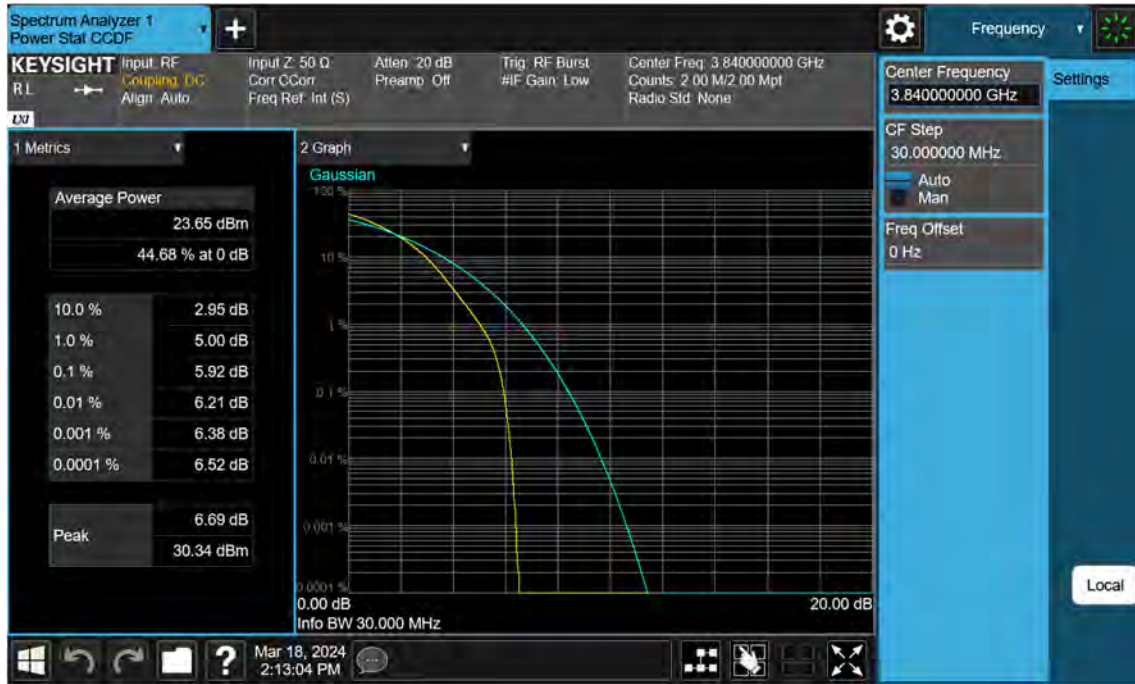 Spectrum Analyzer 1
Power Stat CCDF
+
Frequency
KEYSIGHT
RL
LXI
Input: RF
Coupling: DC
Align: Auto
Input Z: 50 Ω
Corr CCorr
Freq Ref: Int (S)
Atten: 20 dB
Preamp: Off
Trig: RF Burst
#IF Gain: Low
Center Freq: 3.840000000 GHz
Counts: 2.00 M/2.00 Mpt
Radio Std: None
Center Frequency
3.840000000 GHz
Settings
CF Step
30.000000 MHz
Auto
Man
Freq Offset
0 Hz
1 Metrics
Average Power
23.65 dBm
44.68 % at 0 dB
10.0 % 2.95 dB
1.0 % 5.00 dB
0.1 % 5.92 dB
0.01 % 6.21 dB
0.001 % 6.38 dB
0.0001 % 6.52 dB
Peak
6.69 dB
30.34 dBm
2 Graph
Gaussian
100 %
10 %
1 %
0.1 %
0.01 %
0.001 %
0.0001 %
0.00 dB
20.00 dB
Info BW 30.000 MHz
Local
?
Mar 18, 2024
2:13:04 PM